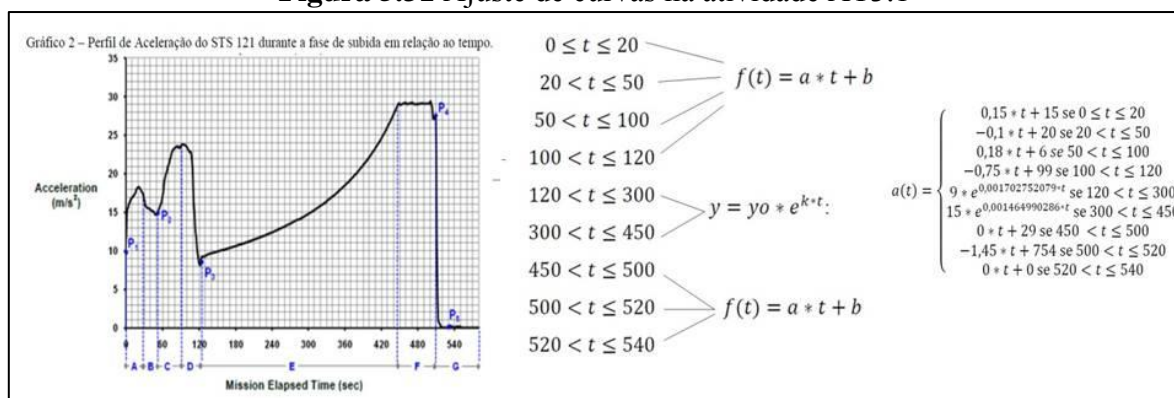 Figura 3.32 Ajuste de curvas na atividade AI13.1
Gráfico 2 – Perfil de Aceleração do STS 121 durante a fase de subida em relação ao tempo.
35
30
25
20
15
10
5
0
Acceleration
(m/s²)
P1
P2
P3
P4
P5
0 60 120 180 240 300 360 420 480 540
A B C D E F G
Mission Elapsed Time (sec)
0 ≤ t ≤ 20
20 < t ≤ 50
50 < t ≤ 100
100 < t ≤ 120
f(t) = a * t + b
120 < t ≤ 300
300 < t ≤ 450
y = yo * e^{k*t}:
450 < t ≤ 500
500 < t ≤ 520
520 < t ≤ 540
f(t) = a * t + b
a(t) = {
0,15 * t + 15 se 0 ≤ t ≤ 20
−0,1 * t + 20 se 20 < t ≤ 50
0,18 * t + 6 se 50 < t ≤ 100
−0,75 * t + 99 se 100 < t ≤ 120
9 * e^{0,001702752079*t} se 120 < t ≤ 300
15 * e^{0,001464990286*t} se 300 < t ≤ 450
0 * t + 29 se 450 < t ≤ 500
−1,45 * t + 754 se 500 < t ≤ 520
0 * t + 0 se 520 < t ≤ 540